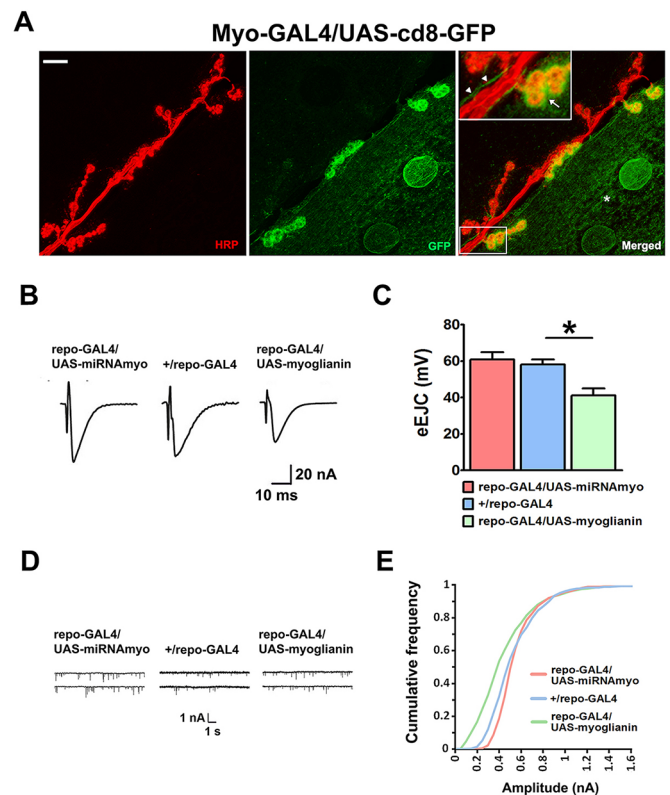 A
Myo-GAL4/UAS-cd8-GFP
HRP
GFP
*
Merged
B
repo-GAL4/
UAS-miRNAmyo
+/repo-GAL4
repo-GAL4/
UAS-myoglianin
20 nA
10 ms
C
*
eEJC (mV)
80
60
40
20
0
repo-GAL4/UAS-miRNAmyo
+/repo-GAL4
repo-GAL4/UAS-myoglianin
D
repo-GAL4/
UAS-miRNAmyo
+/repo-GAL4
repo-GAL4/
UAS-myoglianin
1 nA
1 s
E
Cumulative frequency
1
0.8
0.6
0.4
0.2
0
repo-GAL4/
UAS-miRNAmyo
+/repo-GAL4
repo-GAL4/
UAS-myoglianin
0 0.2 0.4 0.6 0.8 1 1.2 1.4 1.6
Amplitude (nA)